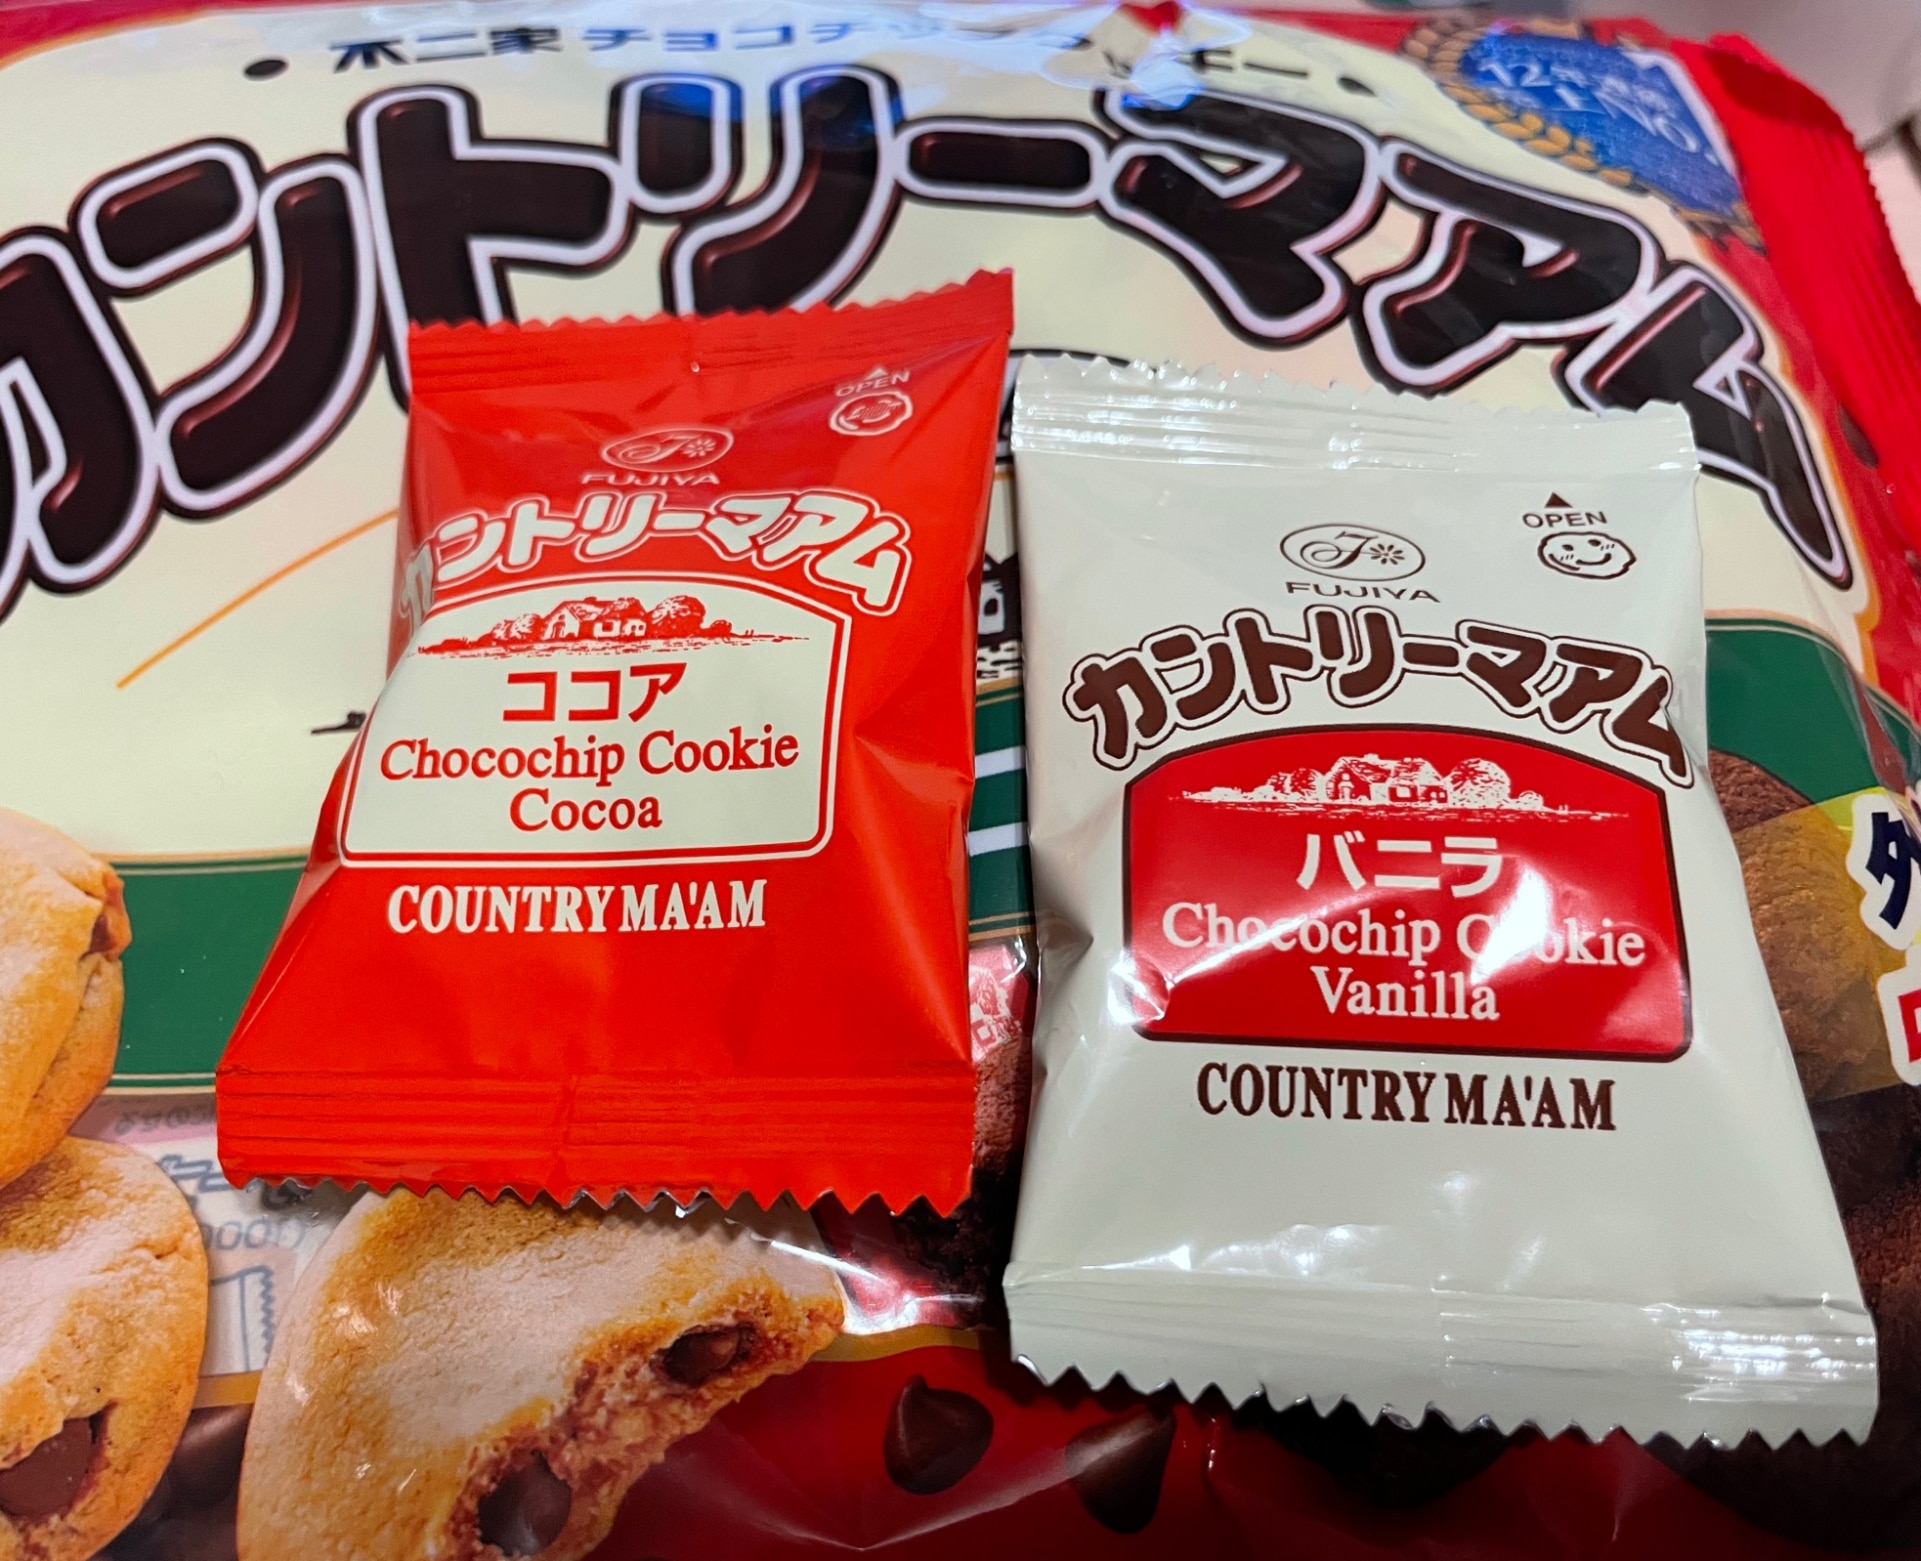 不二家 チョコチップクッキー
カントリーマアム
OPEN
FUJIYA
カントリーマアム
ココア
Chocochip Cookie
Cocoa
COUNTRY MA'AM
OPEN
FUJIYA
カントリーマアム
バニラ
Chocochip Cookie
Vanilla
COUNTRY MA'AM